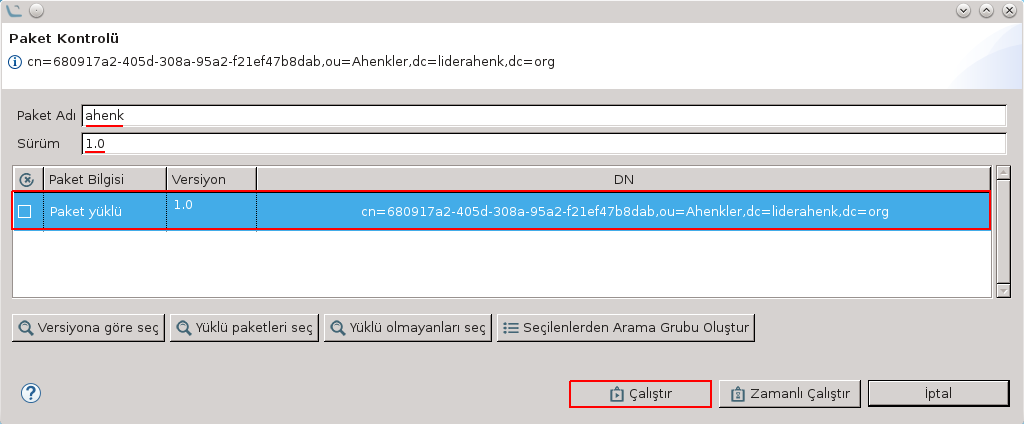 Paket Kontrolü
cn=680917a2-405d-308a-95a2-f21ef47b8dab,ou=Ahenkler,dc=liderahenk,dc=org
Paket Adı ahenk
Sürüm 1.0
Paket Bilgisi Versiyon DN
Paket yüklü 1.0 cn=680917a2-405d-308a-95a2-f21ef47b8dab,ou=Ahenkler,dc=liderahenk,dc=org
Versiyona göre seç Yüklü paketleri seç Yüklü olmayanları seç Seçilenlerden Arama Grubu Oluştur
? Çalıştır Zamanlı Çalıştır İptal